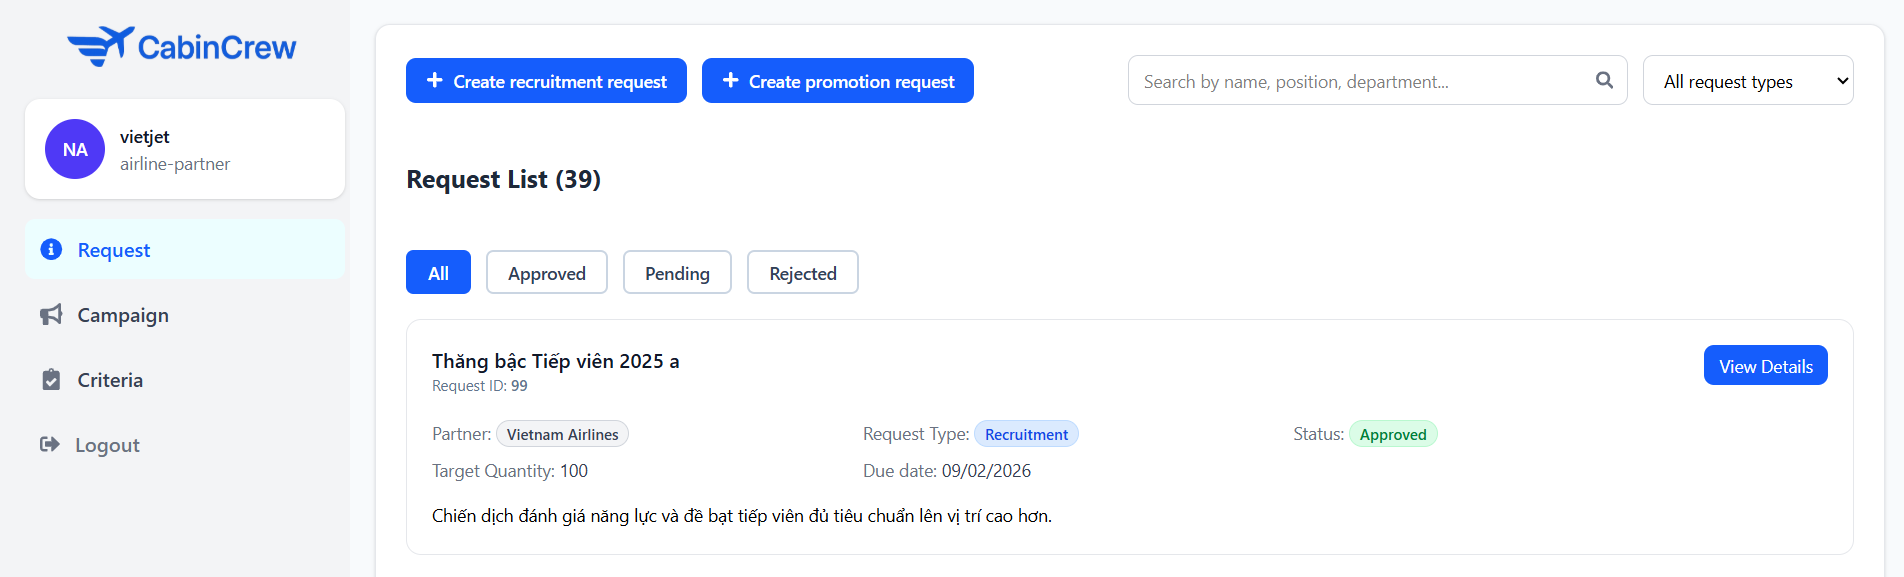 CabinCrew
NA
vietjet
airline-partner
Request
Campaign
Criteria
Logout
Create recruitment request
Create promotion request
Search by name, position, department...
All request types
Request List (39)
All
Approved
Pending
Rejected
Thăng bậc Tiếp viên 2025 a
View Details
Request ID: 99
Partner: Vietnam Airlines
Request Type: Recruitment
Status: Approved
Target Quantity: 100
Due date: 09/02/2026
Chiến dịch đánh giá năng lực và đề bạt tiếp viên đủ tiêu chuẩn lên vị trí cao hơn.